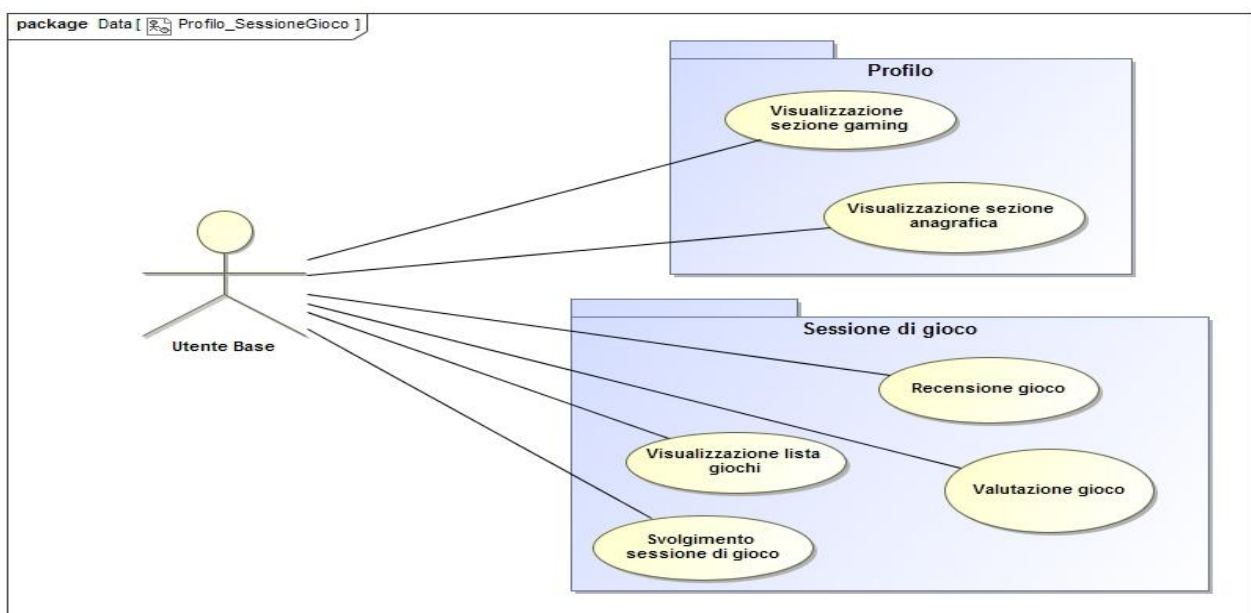 package Data [ Profilo_SessioneGioco ]
Profilo
Visualizzazione
sezione gaming
Visualizzazione sezione
anagrafica
Utente Base
Sessione di gioco
Recensione gioco
Visualizzazione lista
giochi
Valutazione gioco
Svolgimento
sessione di gioco